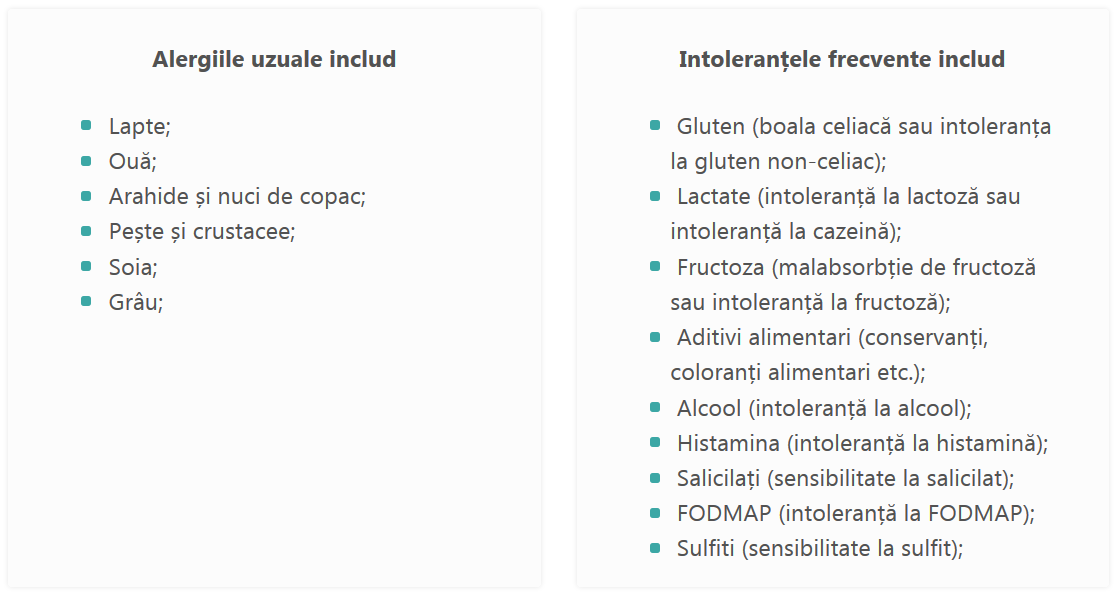 Alergiile uzuale includ
Lapte;
Ouă;
Arahide și nuci de copac;
Pește și crustacee;
Soia;
Grâu;
Intoleranțele frecvente includ
Gluten (boala celiacă sau intoleranța
la gluten non-celiac);
Lactate (intoleranță la lactoză sau
intoleranță la cazeină);
Fructoza (malabsorbție de fructoză
sau intoleranță la fructoză);
Aditivi alimentari (conservanți,
coloranți alimentari etc.);
Alcool (intoleranță la alcool);
Histamina (intoleranță la histamină);
Salicilați (sensibilitate la salicilat);
FODMAP (intoleranță la FODMAP);
Sulfiti (sensibilitate la sulfit);